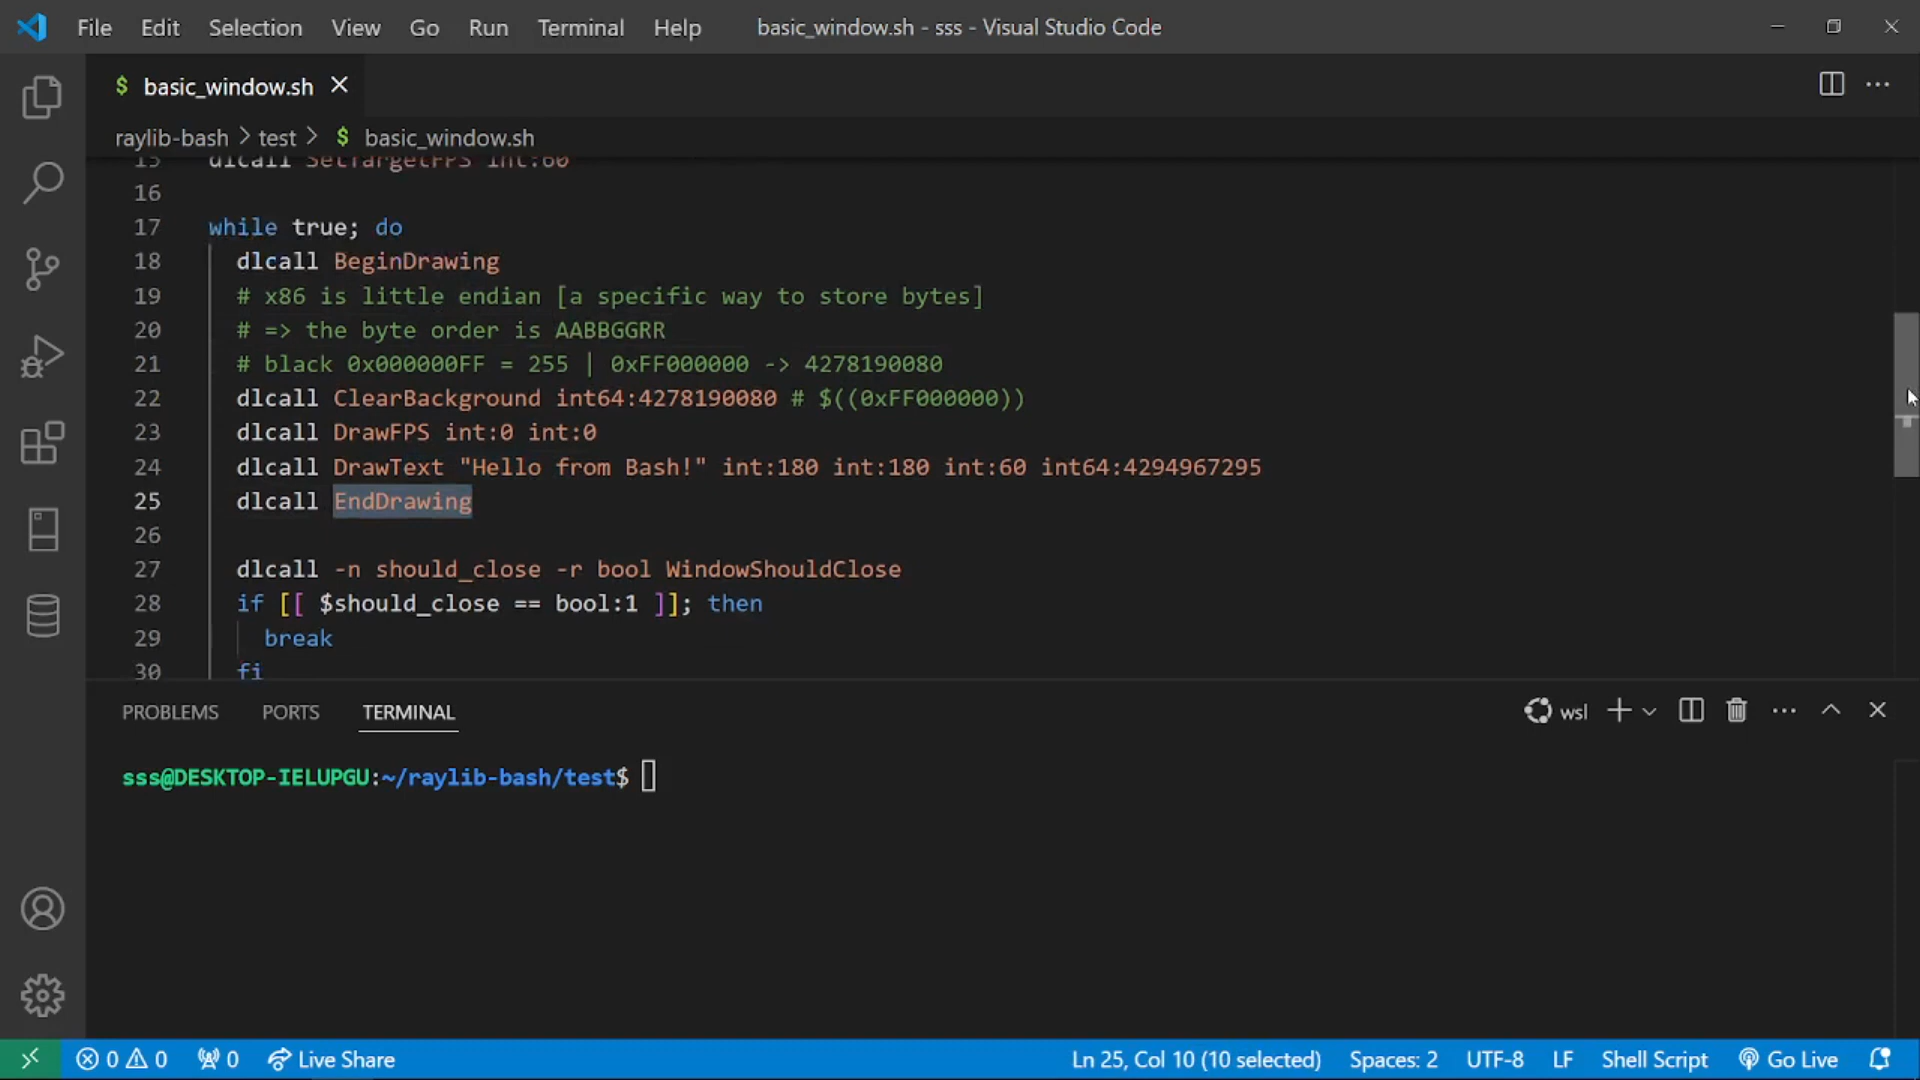 File Edit Selection View Go Run Terminal Help basic_window.sh - sss - Visual Studio Code
$ basic_window.sh
raylib-bash > test > $ basic_window.sh
15 dlcall SetTargetFPS int:60
16
17 while true; do
18 dlcall BeginDrawing
19 # x86 is little endian [a specific way to store bytes]
20 # => the byte order is AABBGGRR
21 # black 0x000000FF = 255 | 0xFF000000 -> 4278190080
22 dlcall ClearBackground int64:4278190080 # $((0xFF000000))
23 dlcall DrawFPS int:0 int:0
24 dlcall DrawText "Hello from Bash!" int:180 int:180 int:60 int64:4294967295
25 dlcall EndDrawing
26
27 dlcall -n should_close -r bool WindowShouldClose
28 if [[ $should_close == bool:1 ]]; then
29 break
30 fi
PROBLEMS PORTS TERMINAL wsl
sss@DESKTOP-IELUPGU:~/raylib-bash/test$
0 0 0 Live Share Ln 25, Col 10 (10 selected) Spaces: 2 UTF-8 LF Shell Script Go Live